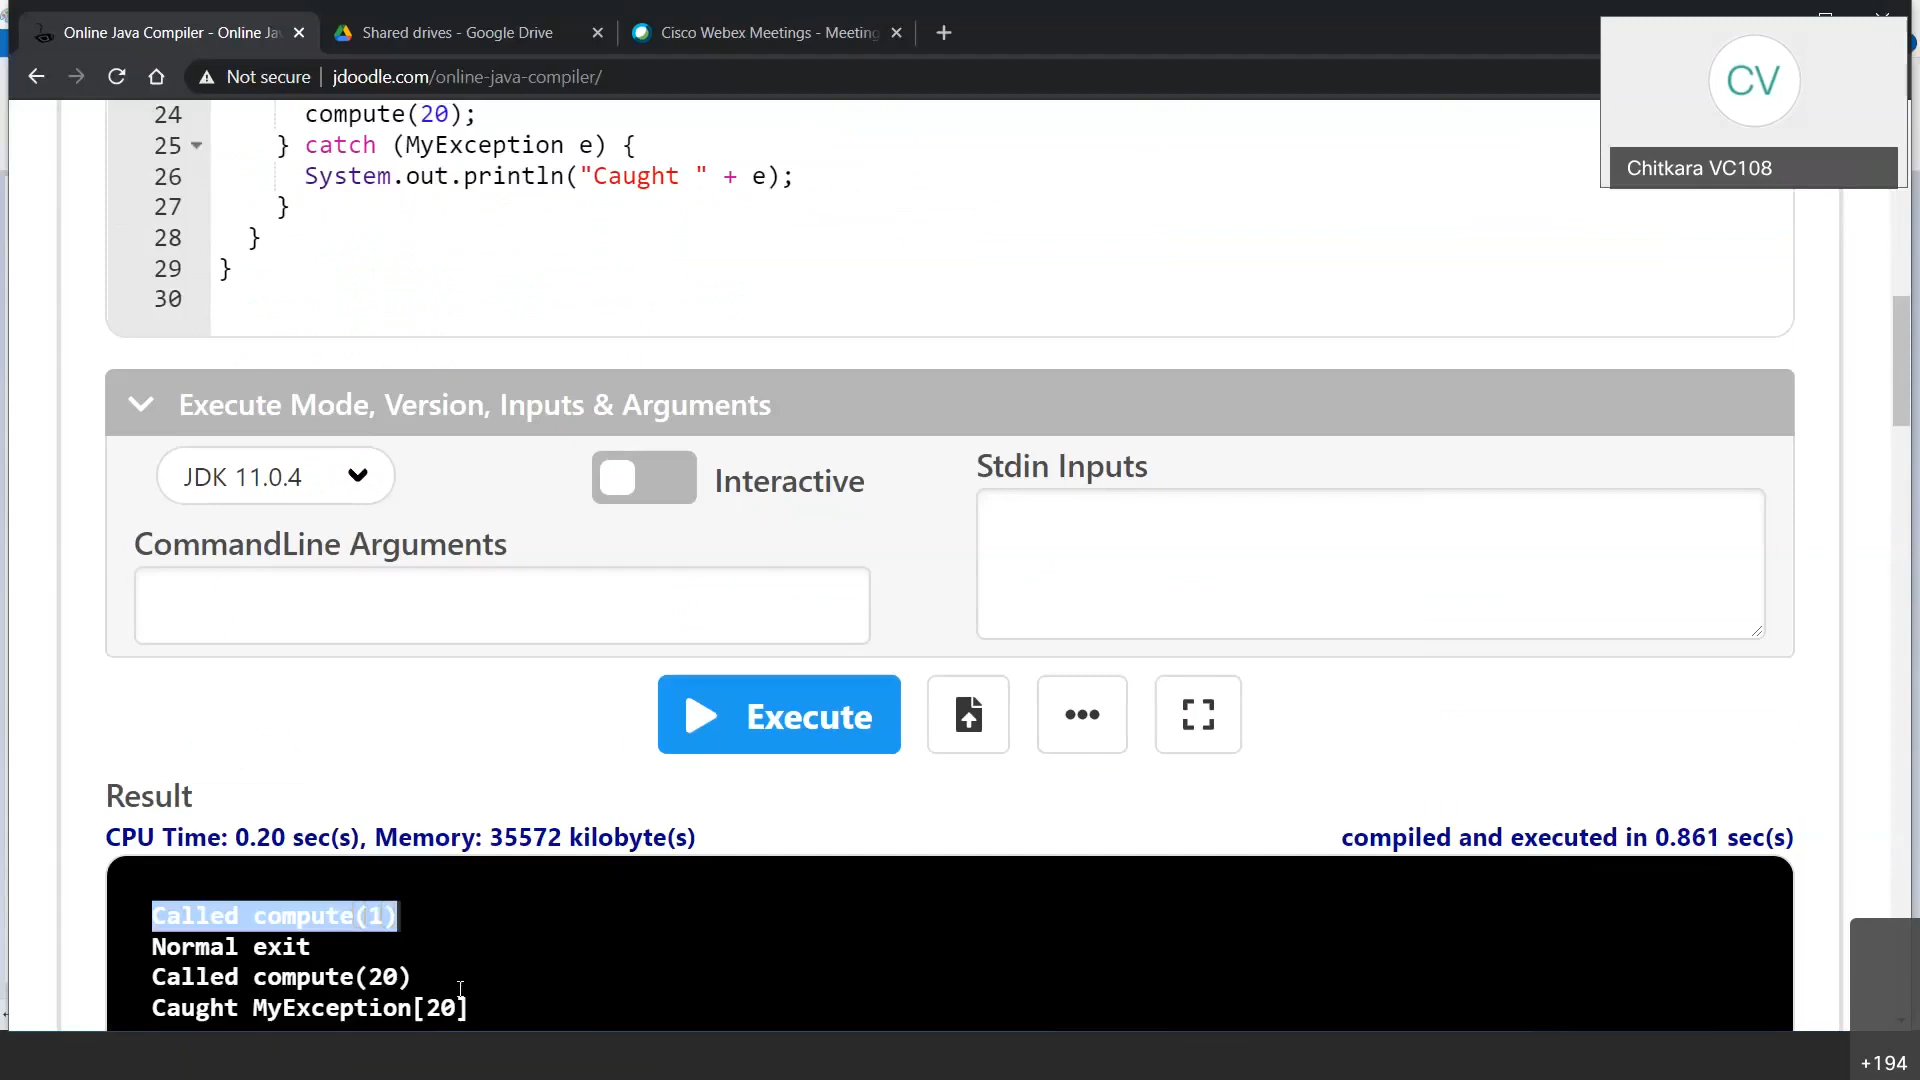 Online Java Compiler - Online Ja
Shared drives - Google Drive
Cisco Webex Meetings - Meeting
Not secure
jdoodle.com/online-java-compiler/
CV
Chitkara VC108
24 compute(20);
25 } catch (MyException e) {
26 System.out.println("Caught " + e);
27 }
28 }
29 }
30
Execute Mode, Version, Inputs & Arguments
JDK 11.0.4
Interactive
Stdin Inputs
CommandLine Arguments
Execute
Result
CPU Time: 0.20 sec(s), Memory: 35572 kilobyte(s)
compiled and executed in 0.861 sec(s)
Called compute(1)
Normal exit
Called compute(20)
Caught MyException[20]
+194